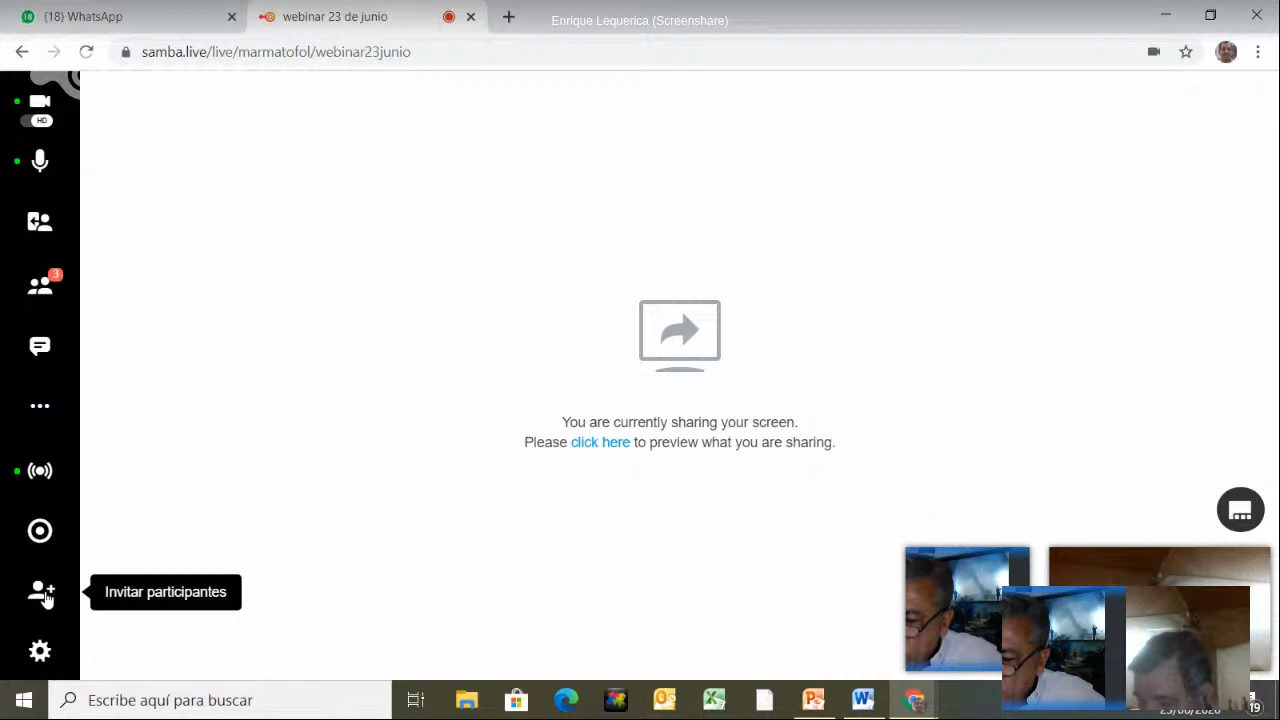 (18) WhatsApp
webinar 23 de junio
Enrique Lequerica (Screenshare)
samba.live/live/marmatofol/webinar23junio
HD
3
You are currently sharing your screen.
Please click here to preview what you are sharing.
Invitar participantes
Escribe aquí para buscar
19